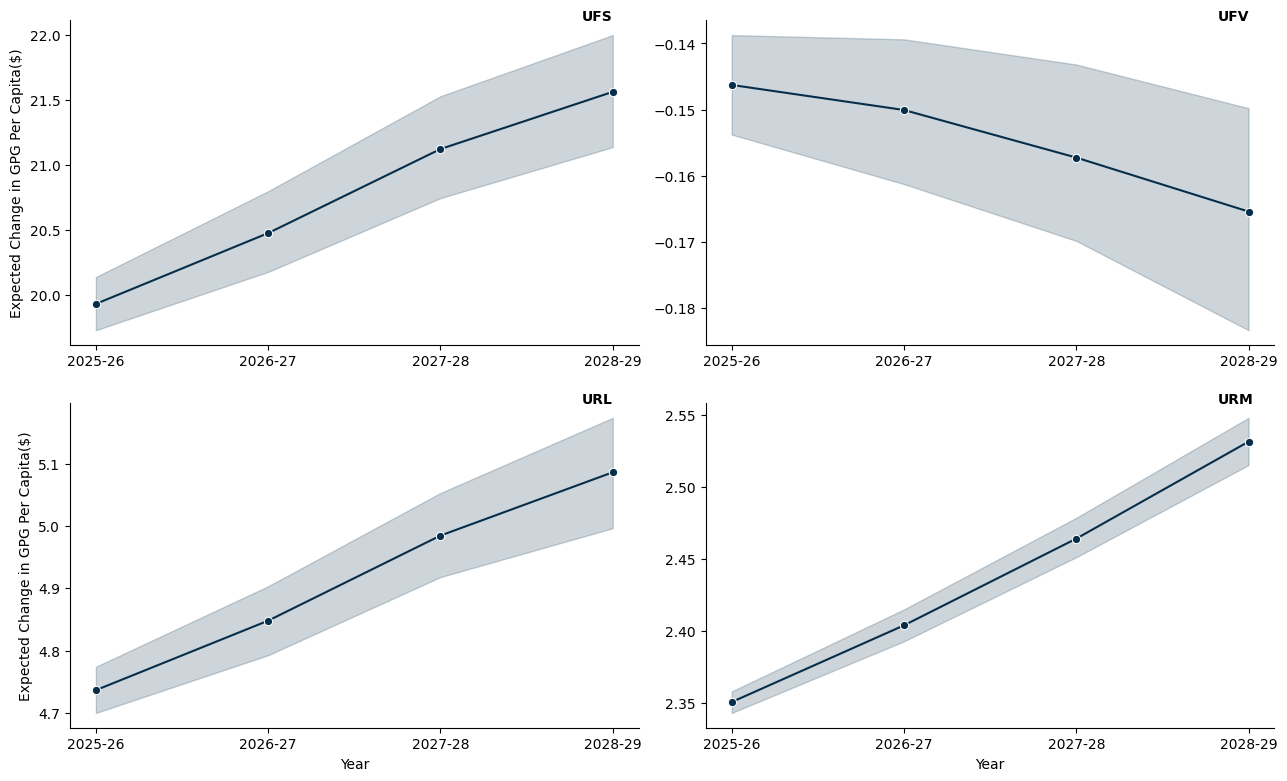 UFS
Expected Change in GPG Per Capita($)
22.0
21.5
21.0
20.5
20.0
2025-26 2026-27 2027-28 2028-29
UFV
−0.14
−0.15
−0.16
−0.17
−0.18
2025-26 2026-27 2027-28 2028-29
URL
Expected Change in GPG Per Capita($)
5.1
5.0
4.9
4.8
4.7
2025-26 2026-27 2027-28 2028-29
Year
URM
2.55
2.50
2.45
2.40
2.35
2025-26 2026-27 2027-28 2028-29
Year